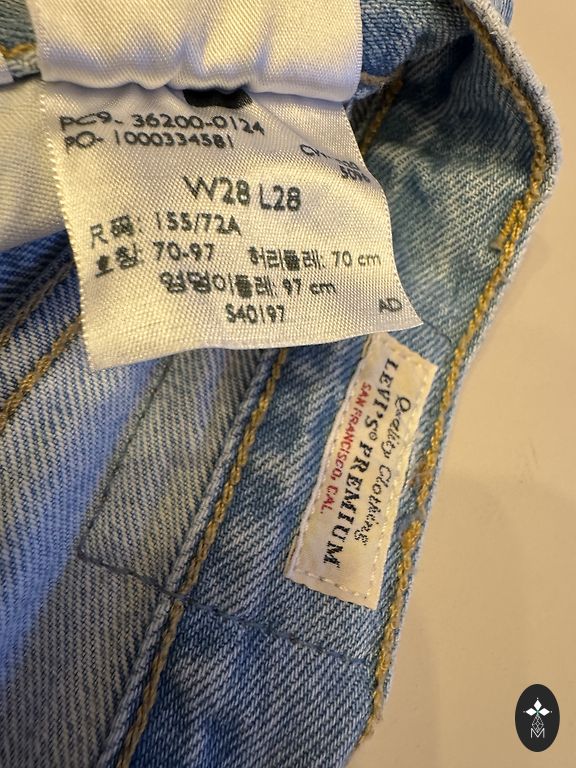 PC9- 36200-0124
PO- 1000334581
W28 L28
尺码: 155/72A
호칭: 70-97 허리둘레: 70 cm
엉덩이둘레: 97 cm
S40197 AD
Quality Clothing
LEVI'S® PREMIUM
SAN FRANCISCO, CAL.
M